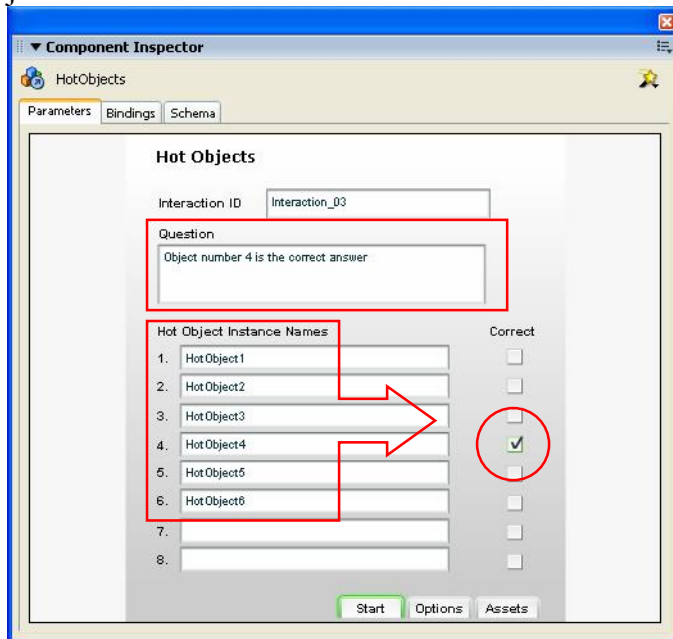 Component Inspector
HotObjects
Parameters Bindings Schema
Hot Objects
Interaction ID Interaction_03
Question
Object number 4 is the correct answer
Hot Object Instance Names Correct
1. HotObject1
2. HotObject2
3. HotObject3
4. HotObject4
5. HotObject5
6. HotObject6
7.
8.
Start Options Assets